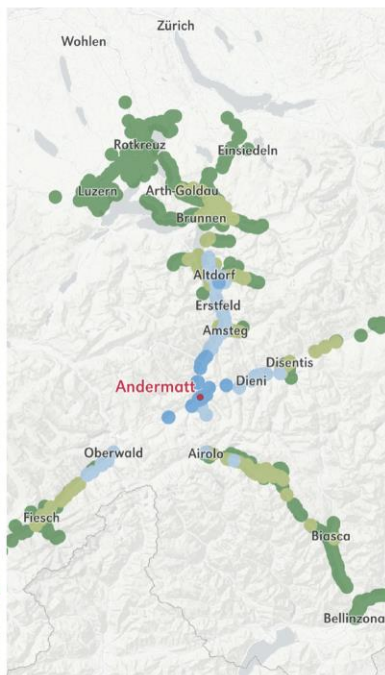 Zürich
Wohlen
Rotkreuz
Einsiedeln
Luzern
Arth-Goldau
Brunnen
Altdorf
Erstfeld
Amsteg
Disentis
Andermatt
Dieni
Oberwald
Airolo
Fiesch
Biasca
Bellinzona